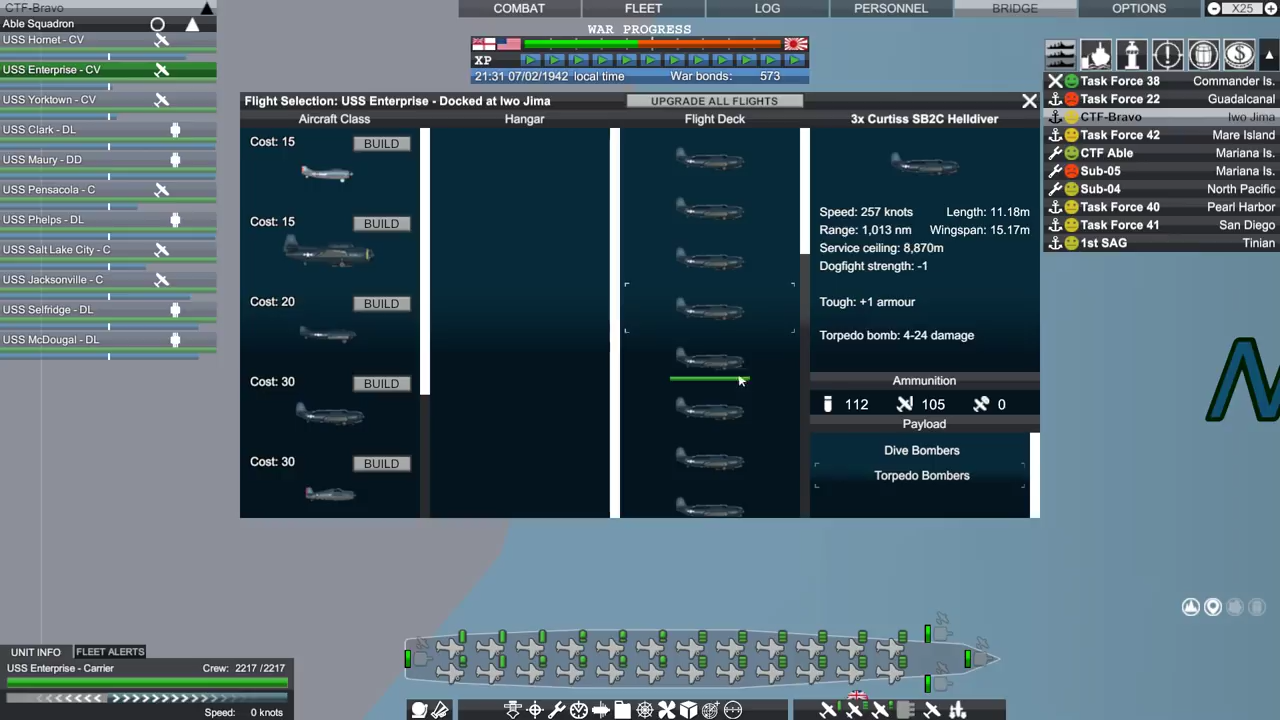 CTF-Bravo
Able Squadron
USS Hornet - CV
USS Enterprise - CV
USS Yorktown - CV
USS Clark - DL
USS Maury - DD
USS Pensacola - C
USS Phelps - DL
USS Salt Lake City - C
USS Jacksonville - C
USS Selfridge - DL
USS McDougal - DL
COMBAT FLEET LOG PERSONNEL BRIDGE OPTIONS X25
WAR PROGRESS
XP
21:31 07/02/1942 local time War bonds: 573
Flight Selection: USS Enterprise - Docked at Iwo Jima UPGRADE ALL FLIGHTS
Aircraft Class Hangar Flight Deck 3x Curtiss SB2C Helldiver
Cost: 15 BUILD
Cost: 15 BUILD
Cost: 20 BUILD
Cost: 30 BUILD
Cost: 30 BUILD
Speed: 257 knots Length: 11.18m
Range: 1,013 nm Wingspan: 15.17m
Service ceiling: 8,870m
Dogfight strength: -1
Tough: +1 armour
Torpedo bomb: 4-24 damage
Ammunition
112 105 0
Payload
Dive Bombers
Torpedo Bombers
Task Force 38 Commander Is.
Task Force 22 Guadalcanal
CTF-Bravo Iwo Jima
Task Force 42 Mare Island
CTF Able Mariana Is.
Sub-05 Mariana Is.
Sub-04 North Pacific
Task Force 40 Pearl Harbor
Task Force 41 San Diego
1st SAG Tinian
UNIT INFO FLEET ALERTS
USS Enterprise - Carrier Crew: 2217 /2217
Speed: 0 knots